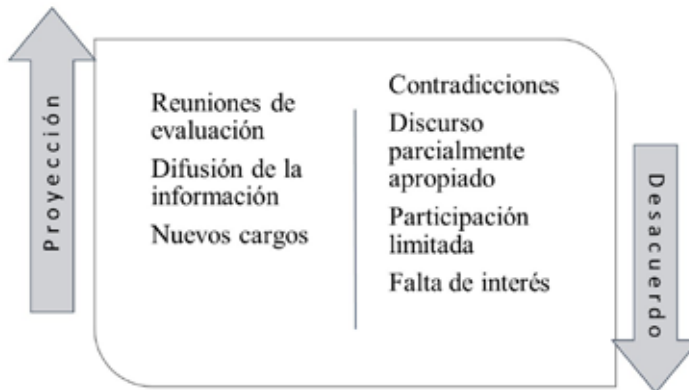 Proyección
Reuniones de
evaluación
Difusión de la
información
Nuevos cargos
Contradicciones
Discurso
parcialmente
apropiado
Participación
limitada
Falta de interés
Desacuerdo